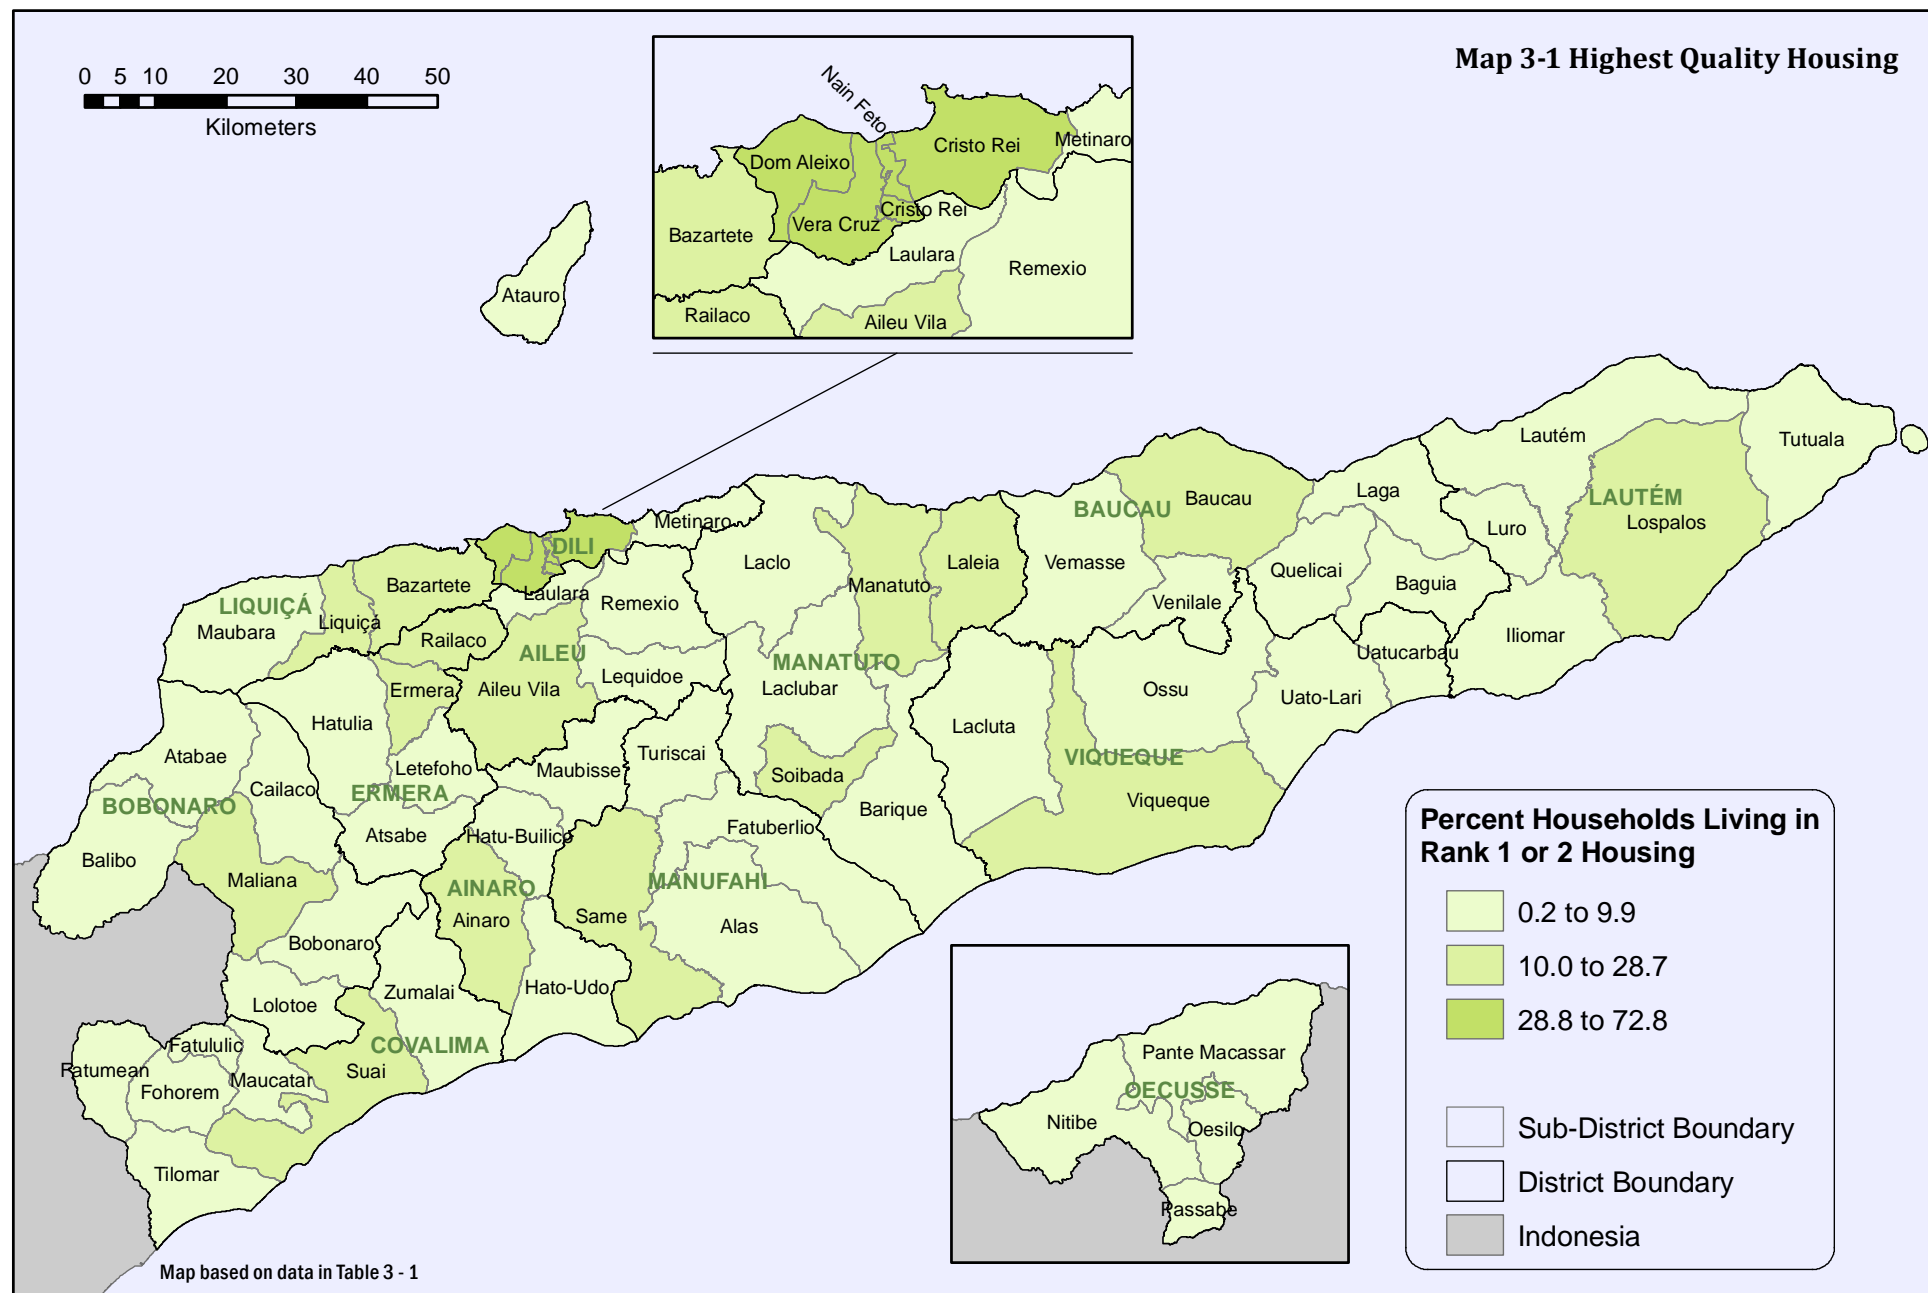 Map 3-1 Highest Quality Housing
0 5 10 20 30 40 50
Kilometers
Nain Feto
Cristo Rei
Metinaro
Dom Aleixo
Cristo Rei
Vera Cruz
Bazartete
Laulara
Remexio
Railaco
Aileu Vila
Atauro
Lautém
Tutuala
LAUTÉM
Lospalos
Laga
Luro
BAUCAU
Baucau
Vemasse
Quelicai
Baguia
Venilale
Iliomar
Uatucarbau
Metinaro
DILI
Laclo
Manatuto
Laleia
Bazartete
Laulara
Remexio
LIQUIÇÁ
Maubara
Liquiçá
Railaco
AILEU
MANATUTO
Lequidoe
Laclubar
Ermera
Aileu Vila
Ossu
Uato-Lari
Hatulia
Lacluta
Turiscai
Atabae
Letefoho
Maubisse
Soibada
VIQUEQUE
Viqueque
Cailaco
ERMERA
BOBONARO
Barique
Atsabe
Hatu-Builico
Fatuberlio
Balibo
Maliana
AINARO
MANUFAHI
Ainaro
Same
Alas
Bobonaro
Zumalai
Hato-Udo
Lolotoe
COVALIMA
Fatululic
Fatumean
Fohorem
Maucatar
Suai
Tilomar
Pante Macassar
OECUSSE
Nitibe
Oesilo
Passabe
Percent Households Living in
Rank 1 or 2 Housing
0.2 to 9.9
10.0 to 28.7
28.8 to 72.8
Sub-District Boundary
District Boundary
Indonesia
Map based on data in Table 3 - 1